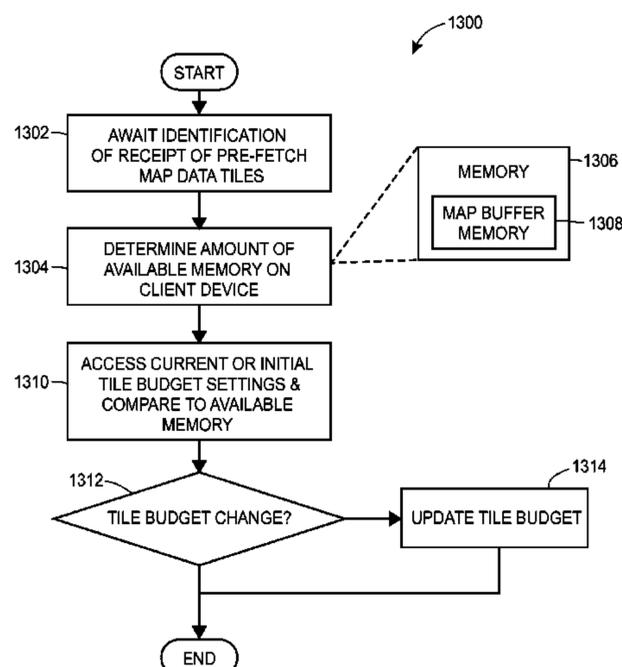 1300
START
1302
AWAIT IDENTIFICATION
OF RECEIPT OF PRE-FETCH
MAP DATA TILES
1306
MEMORY
MAP BUFFER
MEMORY
1308
1304
DETERMINE AMOUNT OF
AVAILABLE MEMORY ON
CLIENT DEVICE
1310
ACCESS CURRENT OR INITIAL
TILE BUDGET SETTINGS &
COMPARE TO AVAILABLE
MEMORY
1312
TILE BUDGET CHANGE?
1314
UPDATE TILE BUDGET
END